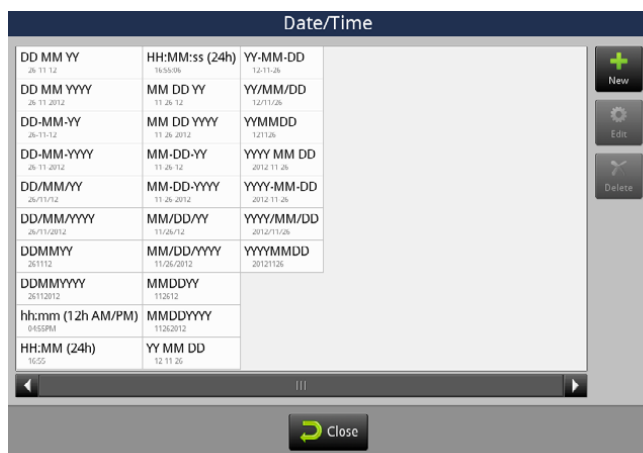 Date/Time
DD MM YY
26 11 12
DD MM YYYY
26 11 2012
DD-MM-YY
26-11-12
DD-MM-YYYY
26-11-2012
DD/MM/YY
26/11/12
DD/MM/YYYY
26/11/2012
DDMMYY
261112
DDMMYYYY
26112012
hh:mm (12h AM/PM)
04:55PM
HH:MM (24h)
16:55
HH:MM:ss (24h)
16:55:06
MM DD YY
11 26 12
MM DD YYYY
11 26 2012
MM-DD-YY
11-26-12
MM-DD-YYYY
11-26-2012
MM/DD/YY
11/26/12
MM/DD/YYYY
11/26/2012
MMDDYY
112612
MMDDYYYY
11262012
YY MM DD
12 11 26
YY-MM-DD
12-11-26
YY/MM/DD
12/11/26
YYMMDD
121126
YYYY MM DD
2012 11 26
YYYY-MM-DD
2012-11-26
YYYY/MM/DD
2012/11/26
YYYYMMDD
20121126
New
Edit
Delete
Close